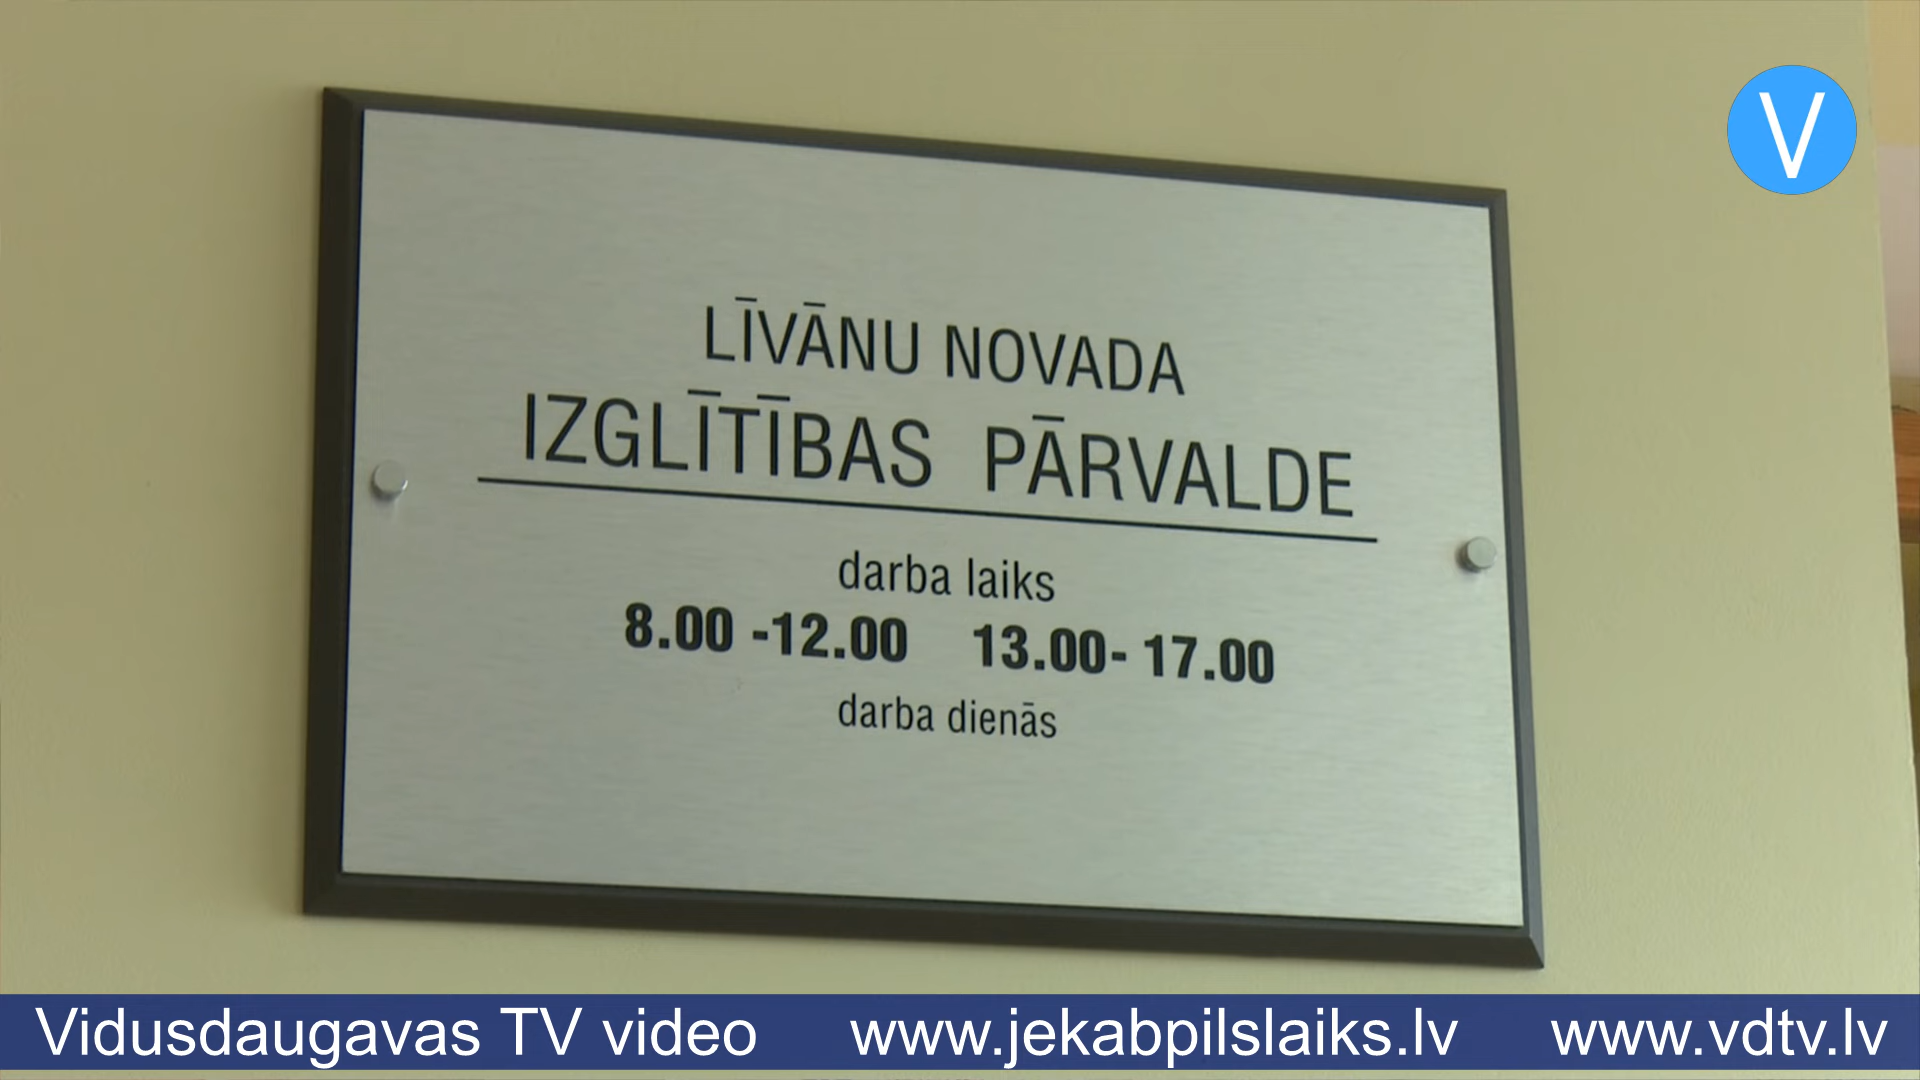 V
LĪVĀNU NOVADA
IZGLĪTĪBAS PĀRVALDE
darba laiks
8.00 -12.00 13.00- 17.00
darba dienās
Vidusdaugavas TV video www.jekabpilslaiks.lv www.vdtv.lv